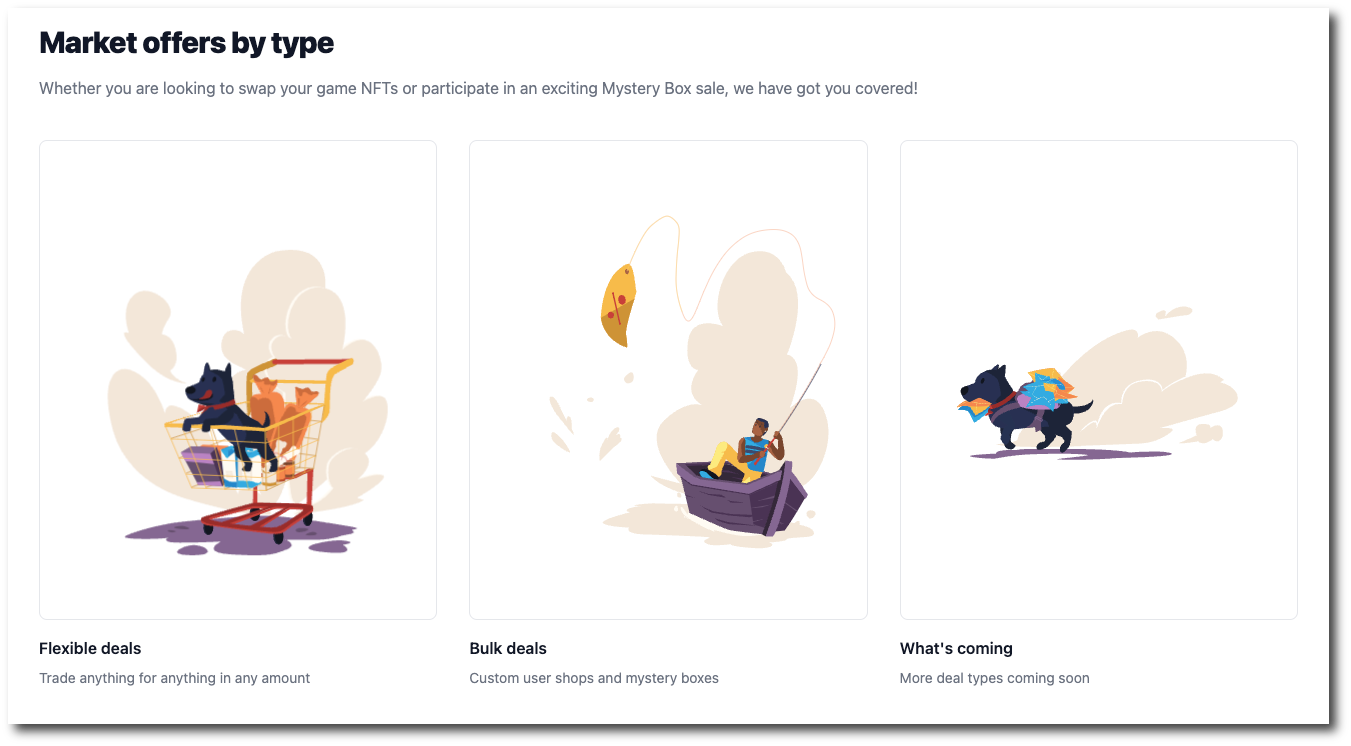 Market offers by type
Whether you are looking to swap your game NFTs or participate in an exciting Mystery Box sale, we have got you covered!
Flexible deals
Trade anything for anything in any amount
Bulk deals
Custom user shops and mystery boxes
What's coming
More deal types coming soon